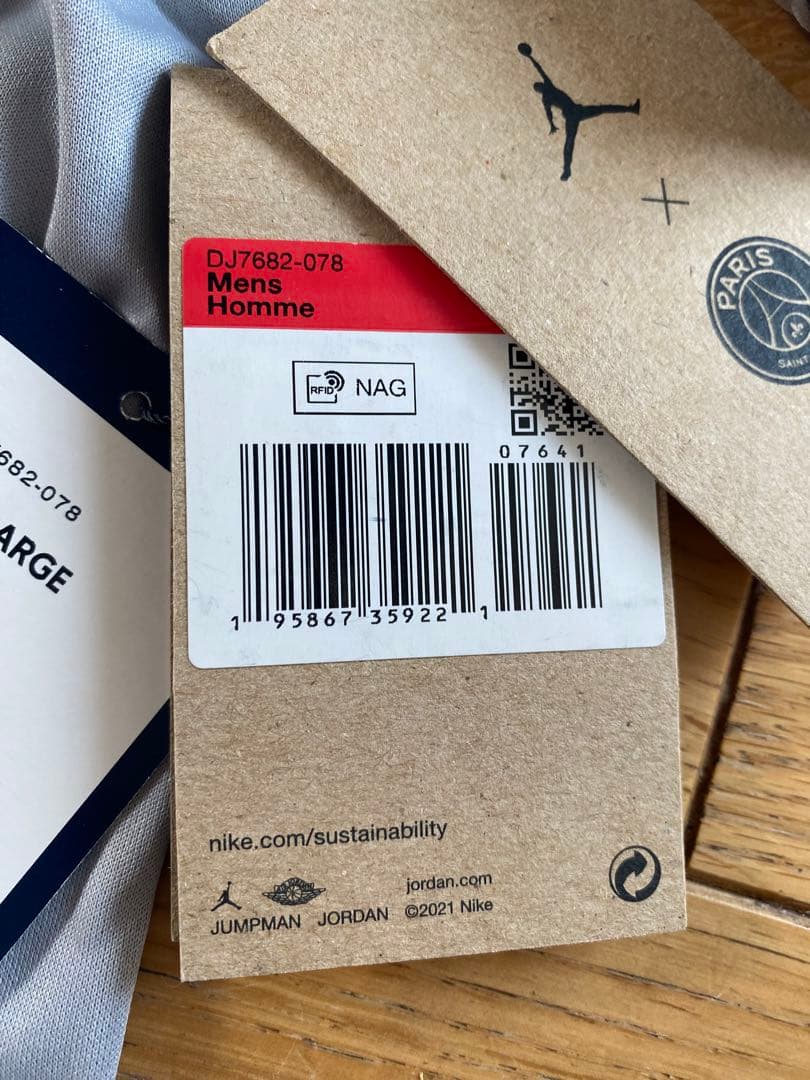 DJ7682-078
Mens
Homme
RFID NAG
07641
1 95867 35922 1
nike.com/sustainability
JUMPMAN JORDAN
jordan.com
©2021 Nike
+
PARIS
SAINT
682-078
ARGE